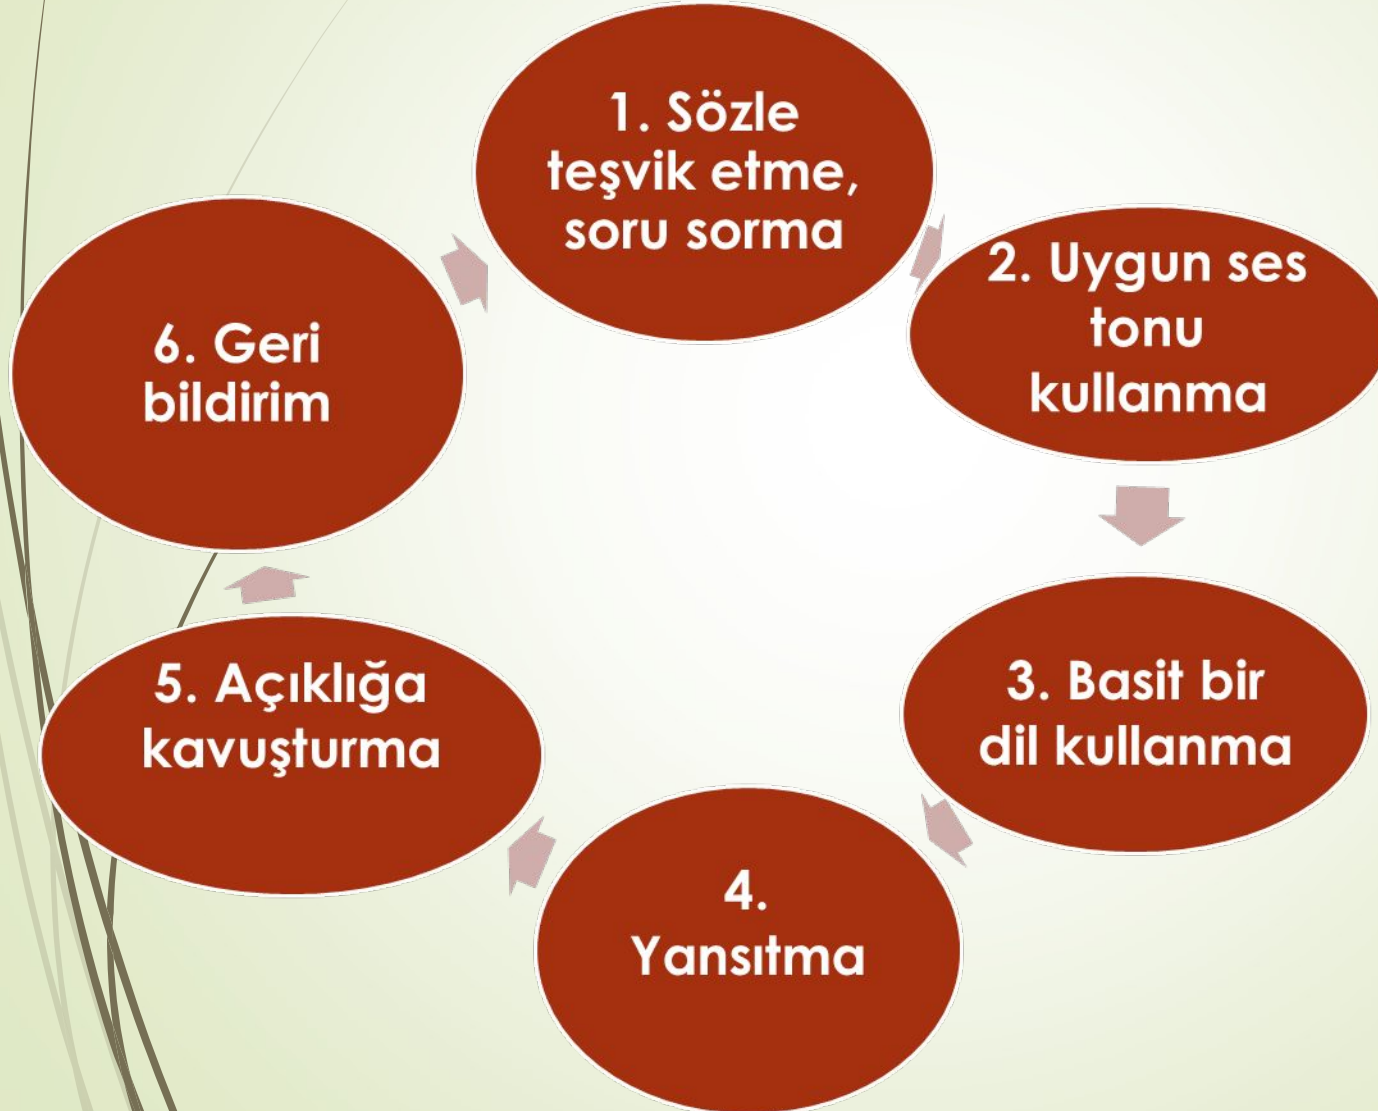 1. Sözle
teşvik etme,
soru sorma
2. Uygun ses
tonu
kullanma
3. Basit bir
dil kullanma
4.
Yansıtma
5. Açıklığa
kavuşturma
6. Geri
bildirim